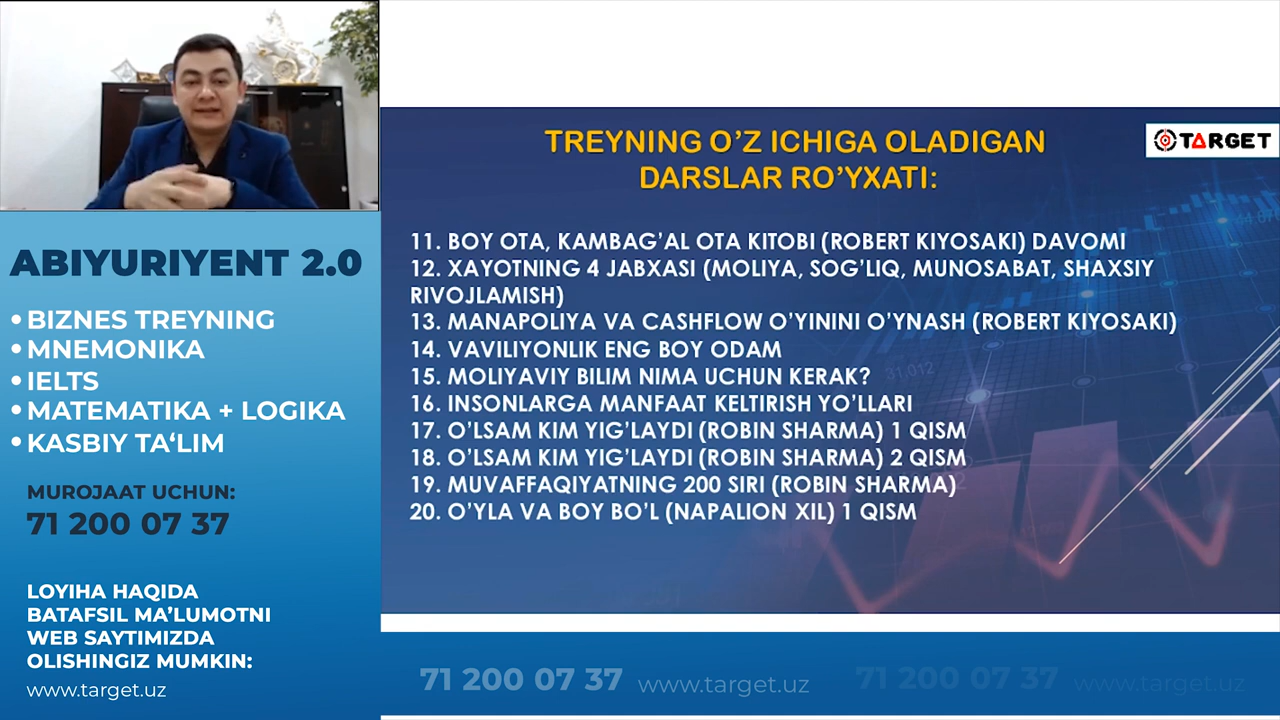 ABIYURIYENT 2.0
• BIZNES TREYNING
• MNEMONIKA
• IELTS
• MATEMATIKA + LOGIKA
• KASBIY TA‘LIM
MUROJAAT UCHUN:
71 200 07 37
LOYIHA HAQIDA
BATAFSIL MA’LUMOTNI
WEB SAYTIMIZDA
OLISHINGIZ MUMKIN:
www.target.uz
TREYNING O’Z ICHIGA OLADIGAN
DARSLAR RO’YXATI:
TARGET
11. BOY OTA, KAMBAG’AL OTA KITOBI (ROBERT KIYOSAKI) DAVOMI
12. XAYOTNING 4 JABXASI (MOLIYA, SOG’LIQ, MUNOSABAT, SHAXSIY
RIVOJLAMISH)
13. MANAPOLIYA VA CASHFLOW O’YININI O’YNASH (ROBERT KIYOSAKI)
14. VAVILIYONLIK ENG BOY ODAM
15. MOLIYAVIY BILIM NIMA UCHUN KERAK?
16. INSONLARGA MANFAAT KELTIRISH YO’LLARI
17. O’LSAM KIM YIG’LAYDI (ROBIN SHARMA) 1 QISM
18. O’LSAM KIM YIG’LAYDI (ROBIN SHARMA) 2 QISM
19. MUVAFFAQIYATNING 200 SIRI (ROBIN SHARMA)
20. O’YLA VA BOY BO’L (NAPALION XIL) 1 QISM
71 200 07 37 www.target.uz 71 200 07 37 www.target.uz